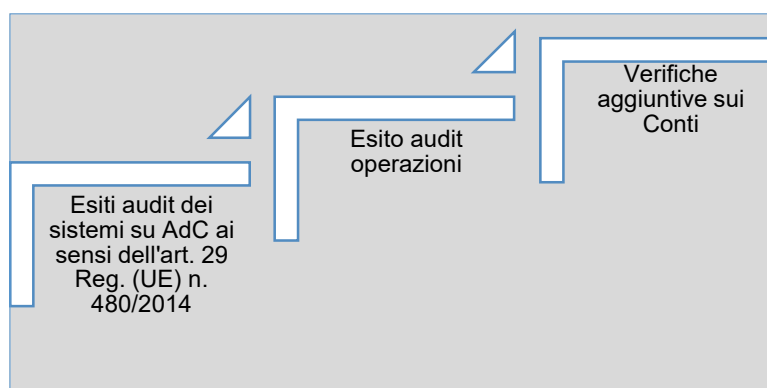 Esiti audit dei
sistemi su AdC ai
sensi dell'art. 29
Reg. (UE) n.
480/2014
Esito audit
operazioni
Verifiche
aggiuntive sui
Conti